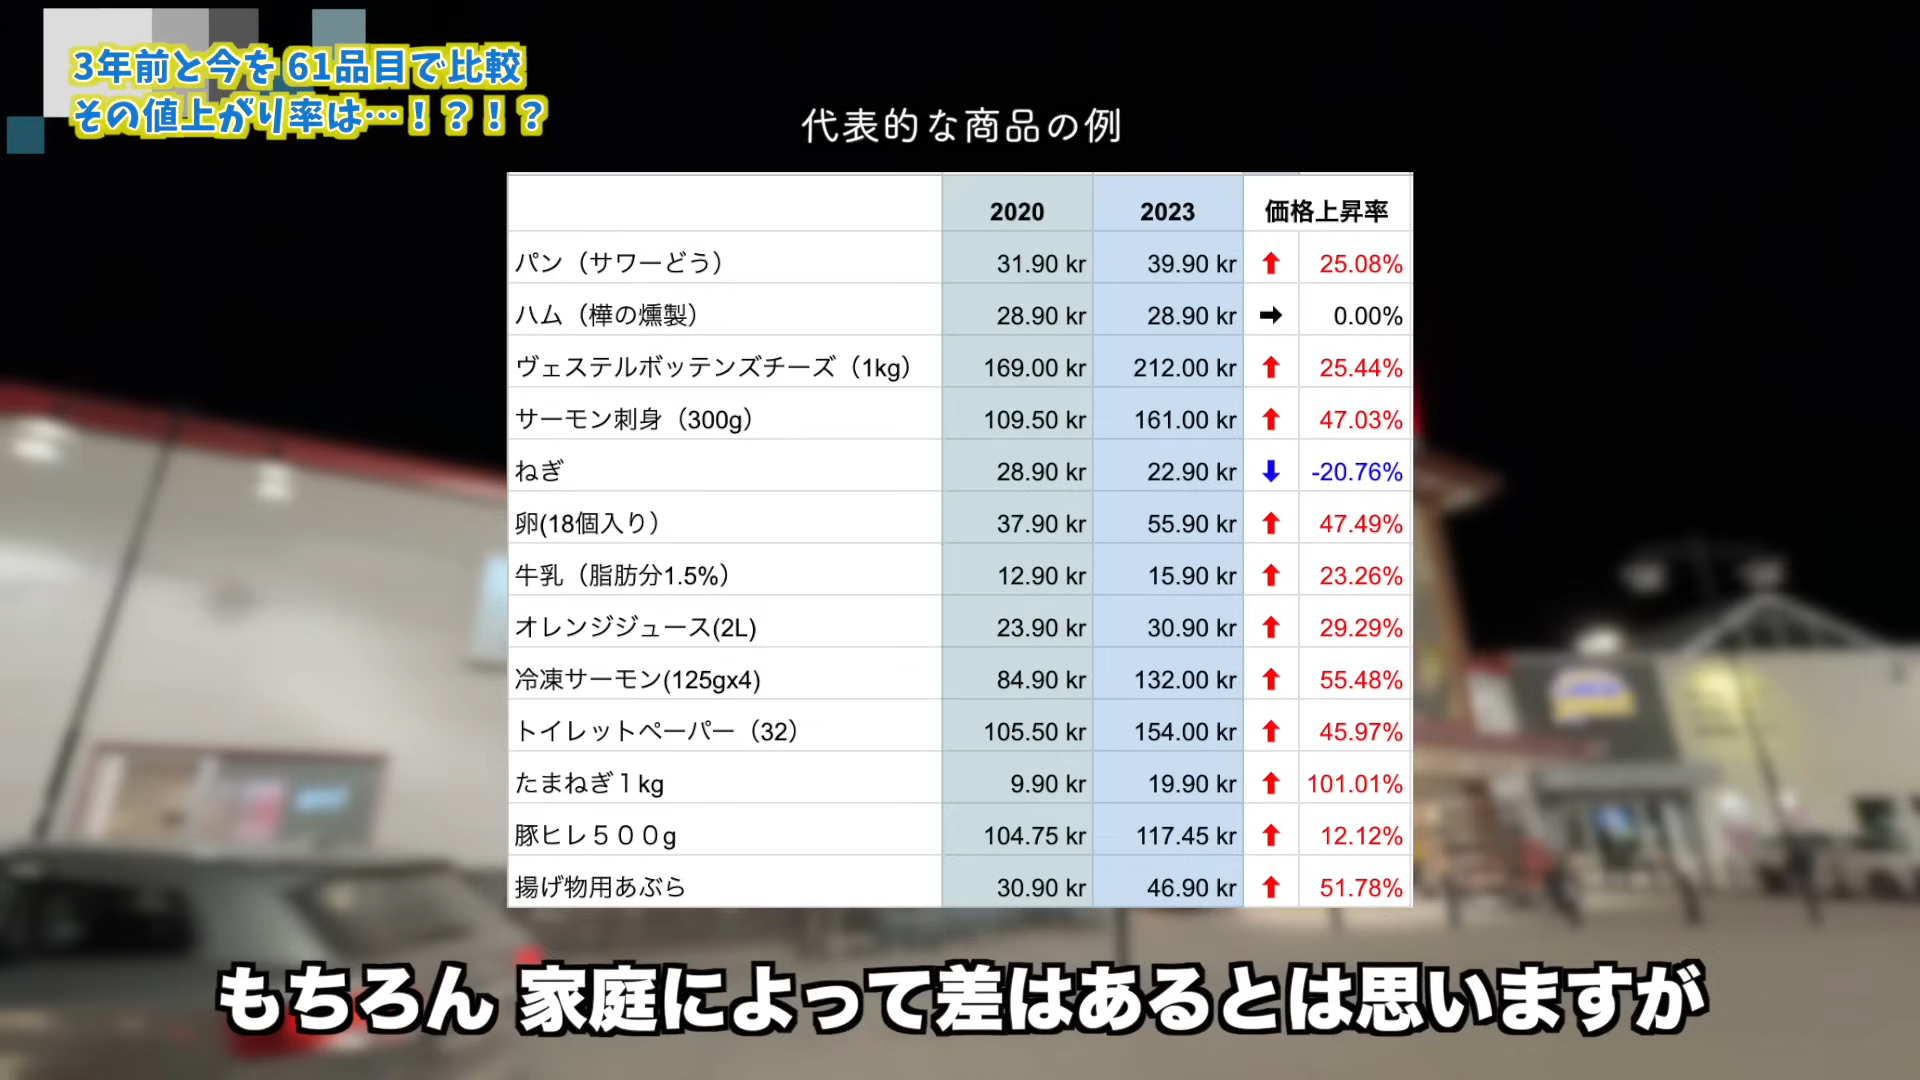 3年前と今を 61品目で比較
その値上がり率は…！？！？
代表的な商品の例
2020 2023 価格上昇率
パン（サワーどう） 31.90 kr 39.90 kr ⬆ 25.08%
ハム（樺の燻製） 28.90 kr 28.90 kr ➡ 0.00%
ヴェステルボッテンズチーズ（1kg） 169.00 kr 212.00 kr ⬆ 25.44%
サーモン刺身（300g） 109.50 kr 161.00 kr ⬆ 47.03%
ねぎ 28.90 kr 22.90 kr ⬇ -20.76%
卵(18個入り） 37.90 kr 55.90 kr ⬆ 47.49%
牛乳（脂肪分1.5%） 12.90 kr 15.90 kr ⬆ 23.26%
オレンジジュース(2L) 23.90 kr 30.90 kr ⬆ 29.29%
冷凍サーモン(125gx4) 84.90 kr 132.00 kr ⬆ 55.48%
トイレットペーパー（32） 105.50 kr 154.00 kr ⬆ 45.97%
たまねぎ１kg 9.90 kr 19.90 kr ⬆ 101.01%
豚ヒレ５００g 104.75 kr 117.45 kr ⬆ 12.12%
揚げ物用あぶら 30.90 kr 46.90 kr ⬆ 51.78%
もちろん 家庭によって差はあるとは思いますが